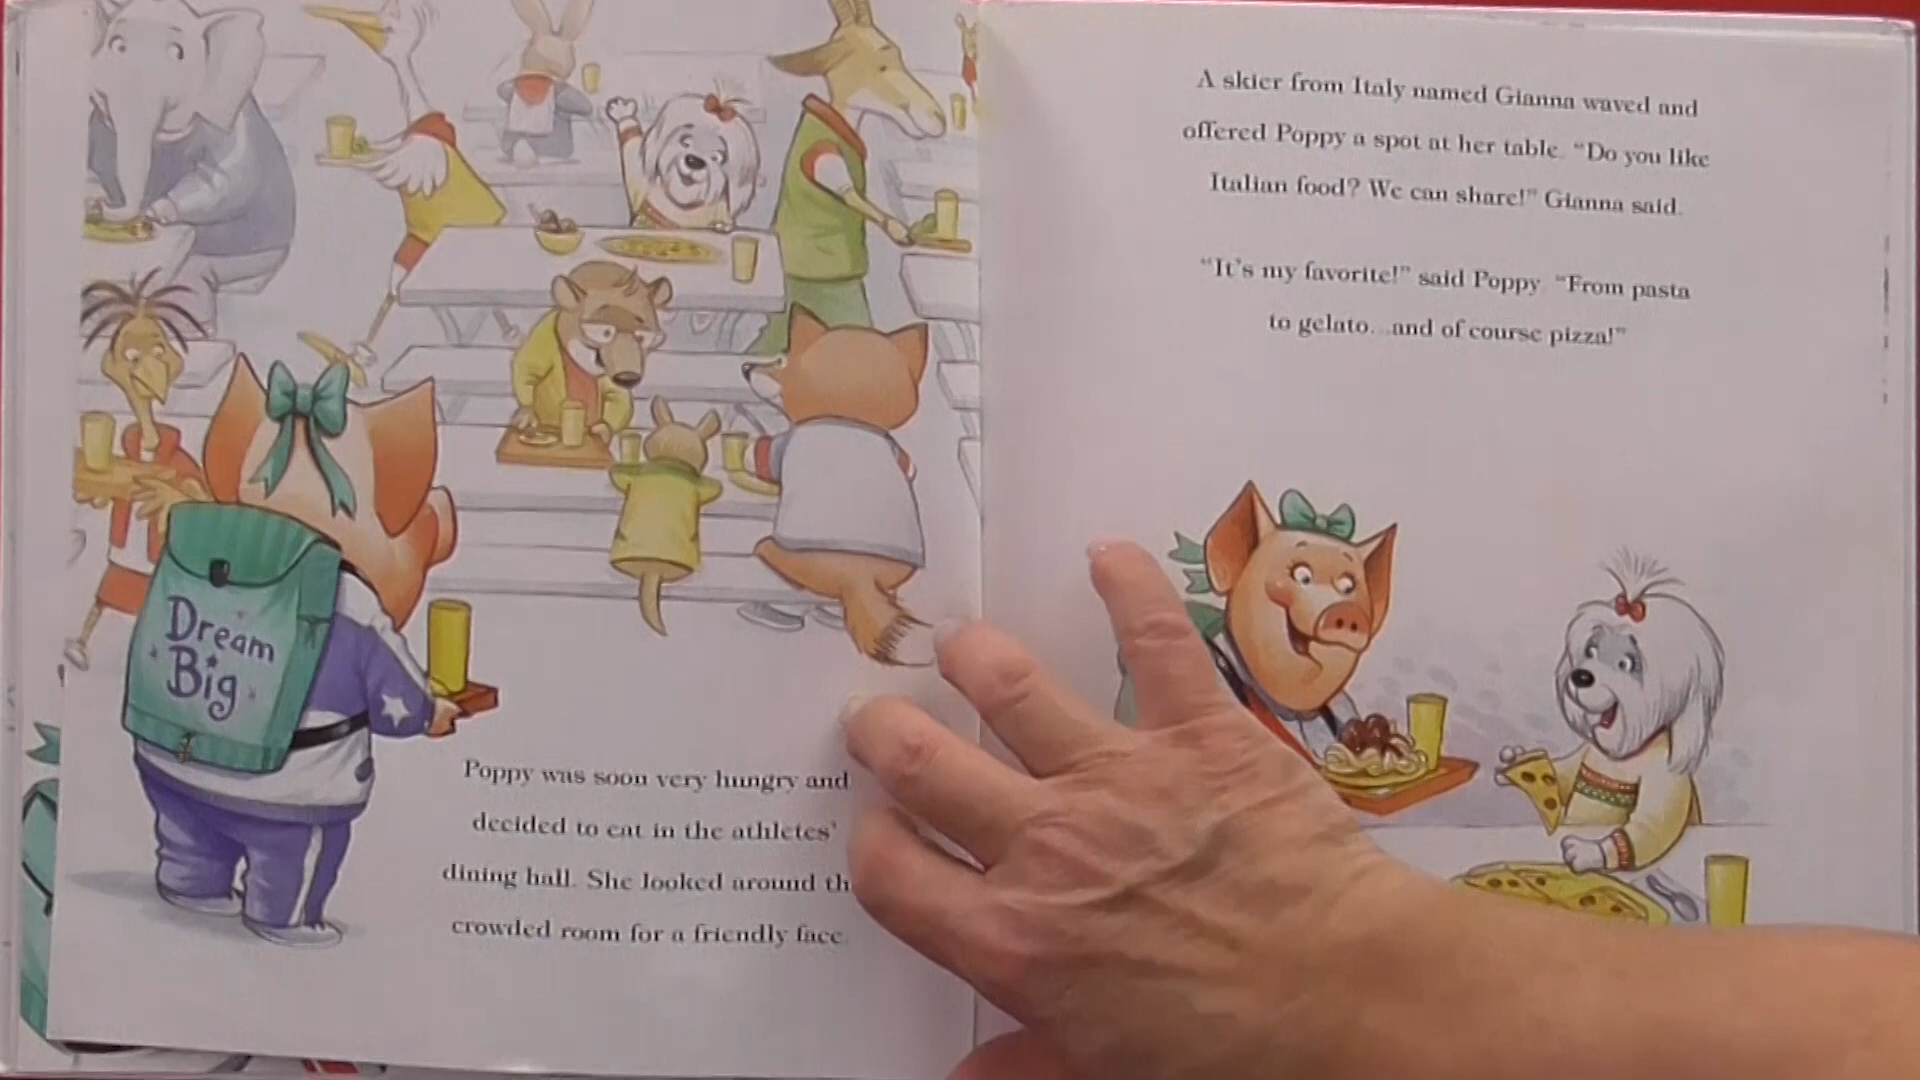 Dream
Big
Poppy was soon very hungry and
decided to eat in the athletes'
dining hall. She looked around th
crowded room for a friendly face.
A skier from Italy named Gianna waved and
offered Poppy a spot at her table. "Do you like
Italian food? We can share!" Gianna said.
"It's my favorite!" said Poppy. "From pasta
to gelato...and of course pizza!"